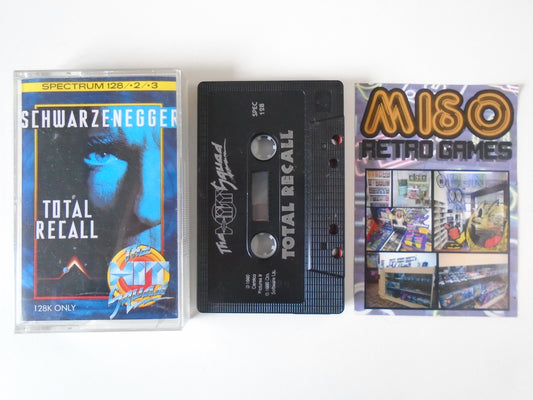 SPECTRUM 128/+2/+3
SCHWARZENEGGER
TOTAL
RECALL
The
HIT
Squad
128K ONLY
SPEC
128
The HIT Squad
TOTAL RECALL
MISO
RETRO GAMES